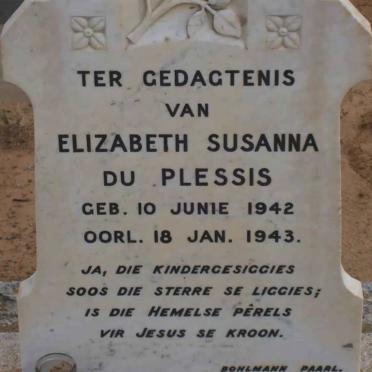 TER GEDAGTENIS
VAN
ELIZABETH SUSANNA
DU PLESSIS
GEB. 10 JUNIE 1942
OORL. 18 JAN. 1943.
JA, DIE KINDERGESIGGIES
SOOS DIE STERRE SE LIGGIES;
IS DIE HEMELSE PÊRELS
VIR JESUS SE KROON.
BOHLMANN PAARL.